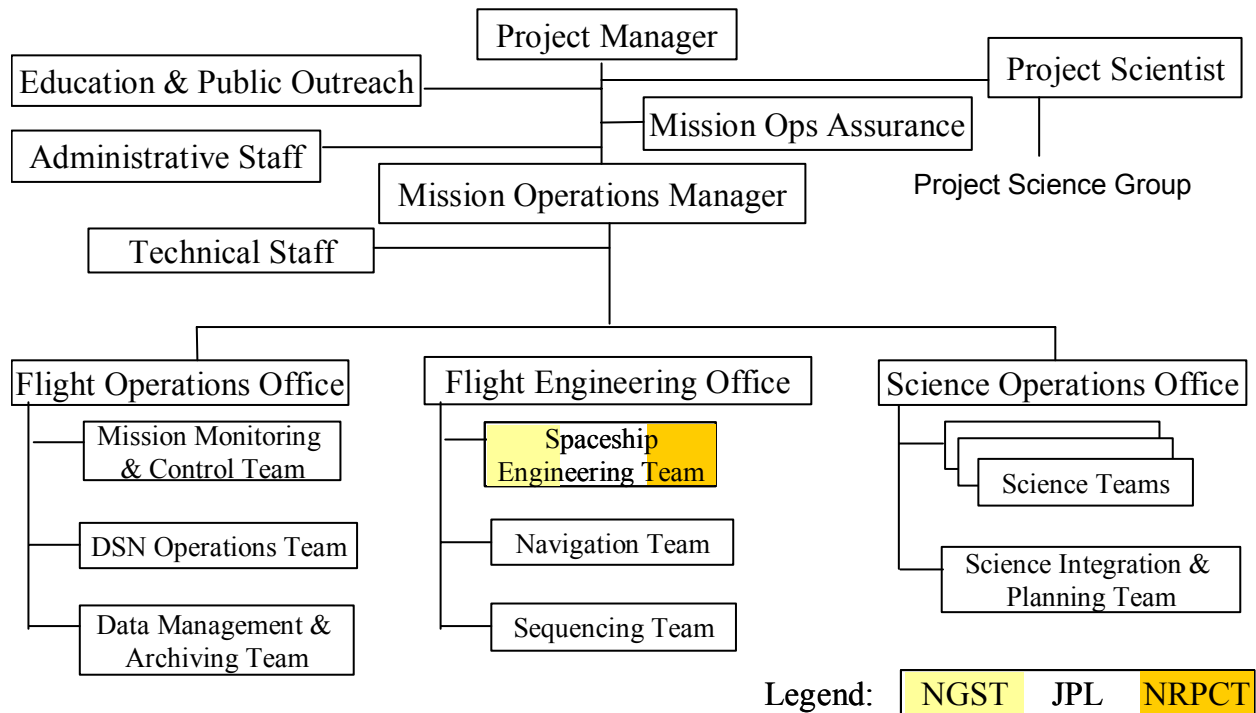 Project Manager
Education & Public Outreach
Project Scientist
Mission Ops Assurance
Administrative Staff
Project Science Group
Mission Operations Manager
Technical Staff
Flight Operations Office
Flight Engineering Office
Science Operations Office
Mission Monitoring
& Control Team
Spaceship
Engineering Team
Science Teams
DSN Operations Team
Navigation Team
Science Integration &
Planning Team
Data Management &
Archiving Team
Sequencing Team
Legend: NGST JPL NRPCT